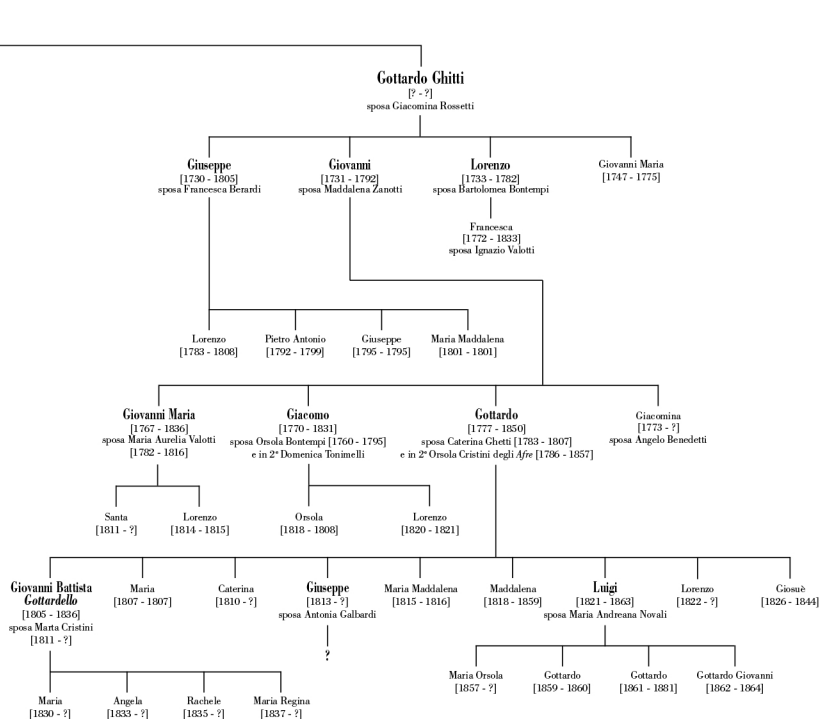 Gottardo Ghitti
[? - ?]
sposa Giacomina Rossetti
Giuseppe
[1730 - 1805]
sposa Francesca Berardi
Giovanni
[1731 - 1792]
sposa Maddalena Zanotti
Lorenzo
[1733 - 1782]
sposa Bartolomea Bontempi
Giovanni Maria
[1747 - 1775]
Francesca
[1772 - 1833]
sposa Ignazio Valotti
Lorenzo
[1783 - 1808]
Pietro Antonio
[1792 - 1799]
Giuseppe
[1795 - 1795]
Maria Maddalena
[1801 - 1801]
Giovanni Maria
[1767 - 1836]
sposa Maria Aurelia Valotti
[1782 - 1816]
Giacomo
[1770 - 1831]
sposa Orsola Bontempi [1760 - 1795]
e in 2ª Domenica Tonimelli
Gottardo
[1777 - 1850]
sposa Caterina Ghetti [1783 - 1807]
e in 2ª Orsola Cristini degli Afre [1786 - 1857]
Giacomina
[1773 - ?]
sposa Angelo Benedetti
Santa
[1811 - ?]
Lorenzo
[1814 - 1815]
Orsola
[1818 - 1808]
Lorenzo
[1820 - 1821]
Giovanni Battista
Gottardello
[1805 - 1836]
sposa Marta Cristini
[1811 - ?]
Maria
[1807 - 1807]
Caterina
[1810 - ?]
Giuseppe
[1813 - ?]
sposa Antonia Galbardi
?
Maria Maddalena
[1815 - 1816]
Maddalena
[1818 - 1859]
Luigi
[1821 - 1863]
sposa Maria Andreana Novali
Lorenzo
[1822 - ?]
Giosuè
[1826 - 1844]
Maria Orsola
[1857 - ?]
Gottardo
[1859 - 1860]
Gottardo
[1861 - 1881]
Gottardo Giovanni
[1862 - 1864]
Maria
[1830 - ?]
Angela
[1833 - ?]
Rachele
[1835 - ?]
Maria Regina
[1837 - ?]